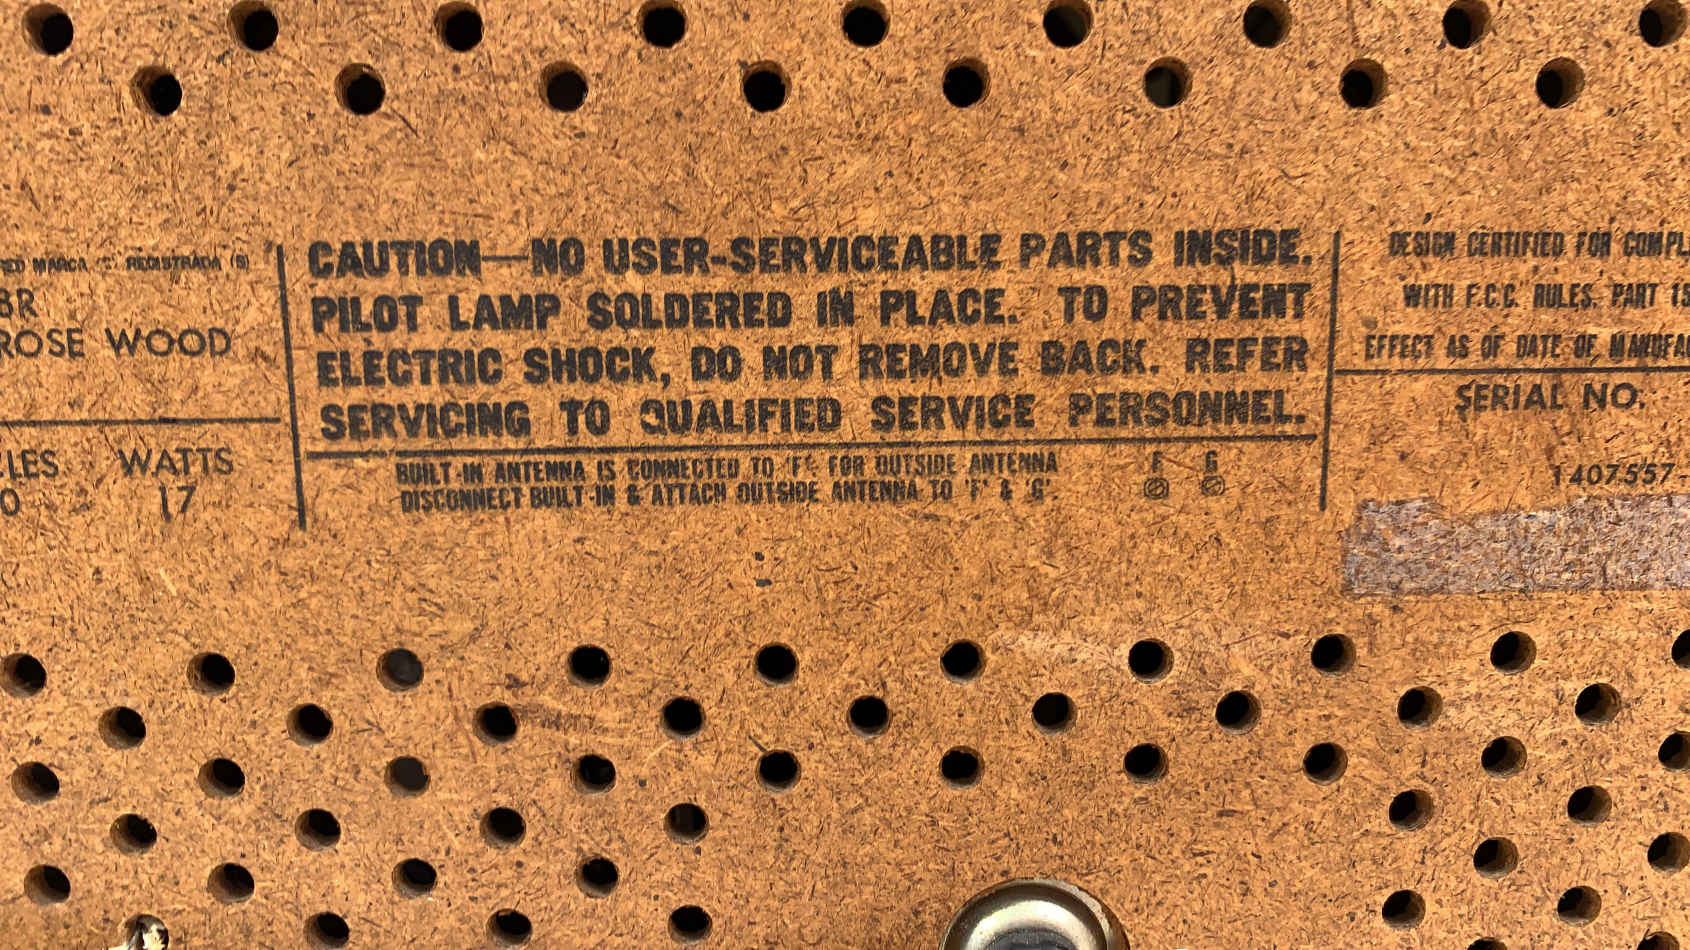 MARCA REGISTRADA (S)
BR
ROSE WOOD
WATTS
17
CAUTION—NO USER-SERVICEABLE PARTS INSIDE.
PILOT LAMP SOLDERED IN PLACE. TO PREVENT
ELECTRIC SHOCK, DO NOT REMOVE BACK. REFER
SERVICING TO QUALIFIED SERVICE PERSONNEL.
BUILT-IN ANTENNA IS CONNECTED TO 'F'. FOR OUTSIDE ANTENNA
DISCONNECT BUILT-IN & ATTACH OUTSIDE ANTENNA TO 'F' & 'G'.
F G
DESIGN CERTIFIED FOR COMPL
WITH F.C.C. RULES, PART 15
EFFECT AS OF DATE OF MANUFAC
SERIAL NO.
1407557-